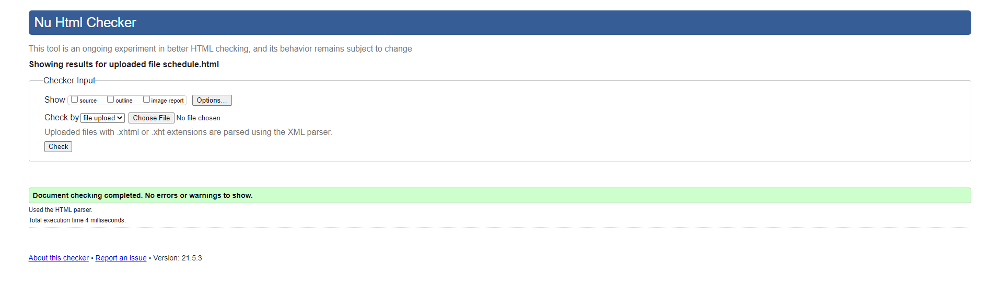 Nu Html Checker
This tool is an ongoing experiment in better HTML checking, and its behavior remains subject to change
Showing results for uploaded file schedule.html
Checker Input
Show source outline image report Options...
Check by file upload Choose File No file chosen
Uploaded files with .xhtml or .xht extensions are parsed using the XML parser.
Check
Document checking completed. No errors or warnings to show.
Used the HTML parser.
Total execution time 4 milliseconds.
About this checker • Report an issue • Version: 21.5.3